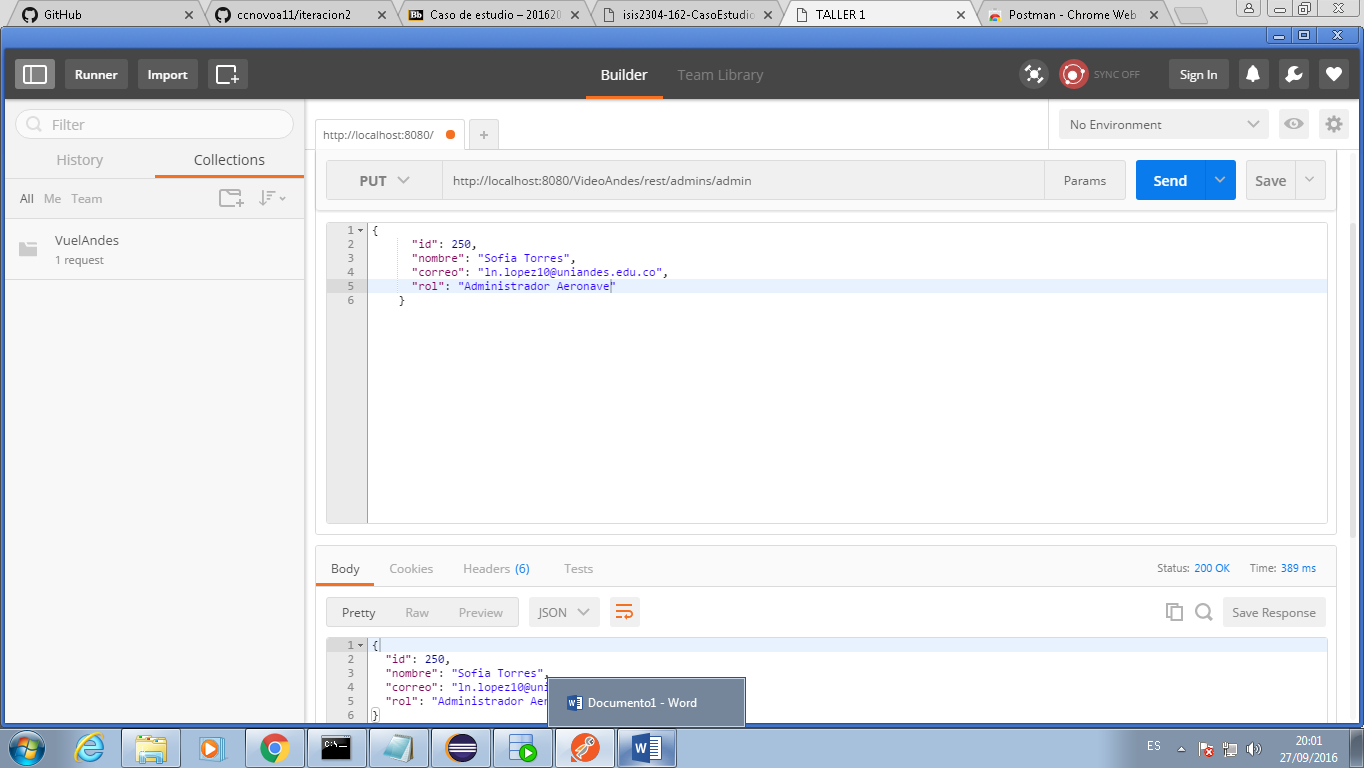 GitHub
ccnovoa11/iteracion2
Bb Caso de estudio – 20162
isis2304-162-CasoEstudio
TALLER 1
Postman - Chrome Web
Runner
Import
Builder
Team Library
SYNC OFF
Sign In
Filter
History
Collections
All Me Team
VuelAndes
1 request
http://localhost:8080/
No Environment
PUT
http://localhost:8080/VideoAndes/rest/admins/admin
Params
Send
Save
1 {
2 "id": 250,
3 "nombre": "Sofia Torres",
4 "correo": "ln.lopez10@uniandes.edu.co",
5 "rol": "Administrador Aeronave"
6 }
Body
Cookies
Headers (6)
Tests
Status: 200 OK
Time: 389 ms
Pretty
Raw
Preview
JSON
Save Response
1 {
2 "id": 250,
3 "nombre": "Sofia Torres",
4 "correo": "ln.lopez10@uni
5 "rol": "Administrador Aer
6 }
Documento1 - Word
C:\
ES
20:01
27/09/2016